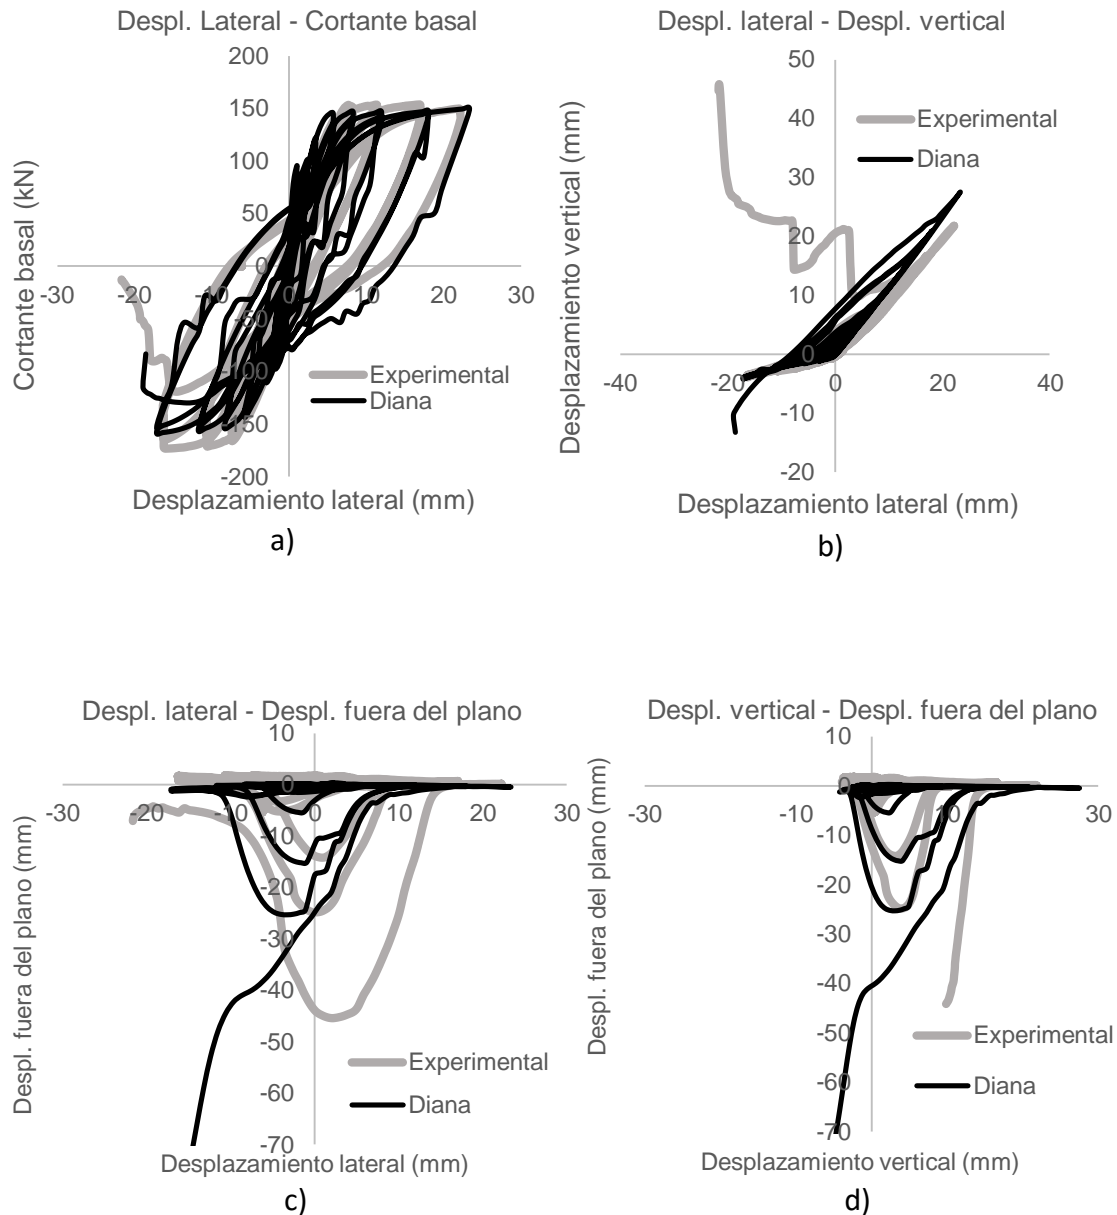 Despl. Lateral - Cortante basal
200
150
100
50
0
-50
-100
-150
-200
-30
-20
-10
0
10
20
30
Cortante basal (kN)
Experimental
Diana
Desplazamiento lateral (mm)
a)
Despl. lateral - Despl. vertical
50
40
30
20
10
0
-10
-20
-40
-20
0
20
40
Desplazamiento vertical (mm)
Experimental
Diana
Desplazamiento lateral (mm)
b)
Despl. lateral - Despl. fuera del plano
10
0
-10
-20
-30
-40
-50
-60
-70
-30
-20
-10
0
10
20
30
Despl. fuera del plano (mm)
Experimental
Diana
Desplazamiento lateral (mm)
c)
Despl. vertical - Despl. fuera del plano
10
0
-10
-20
-30
-40
-50
-60
-70
-30
-10
10
30
Despl. fuera del plano (mm)
Experimental
Diana
Desplazamiento vertical (mm)
d)